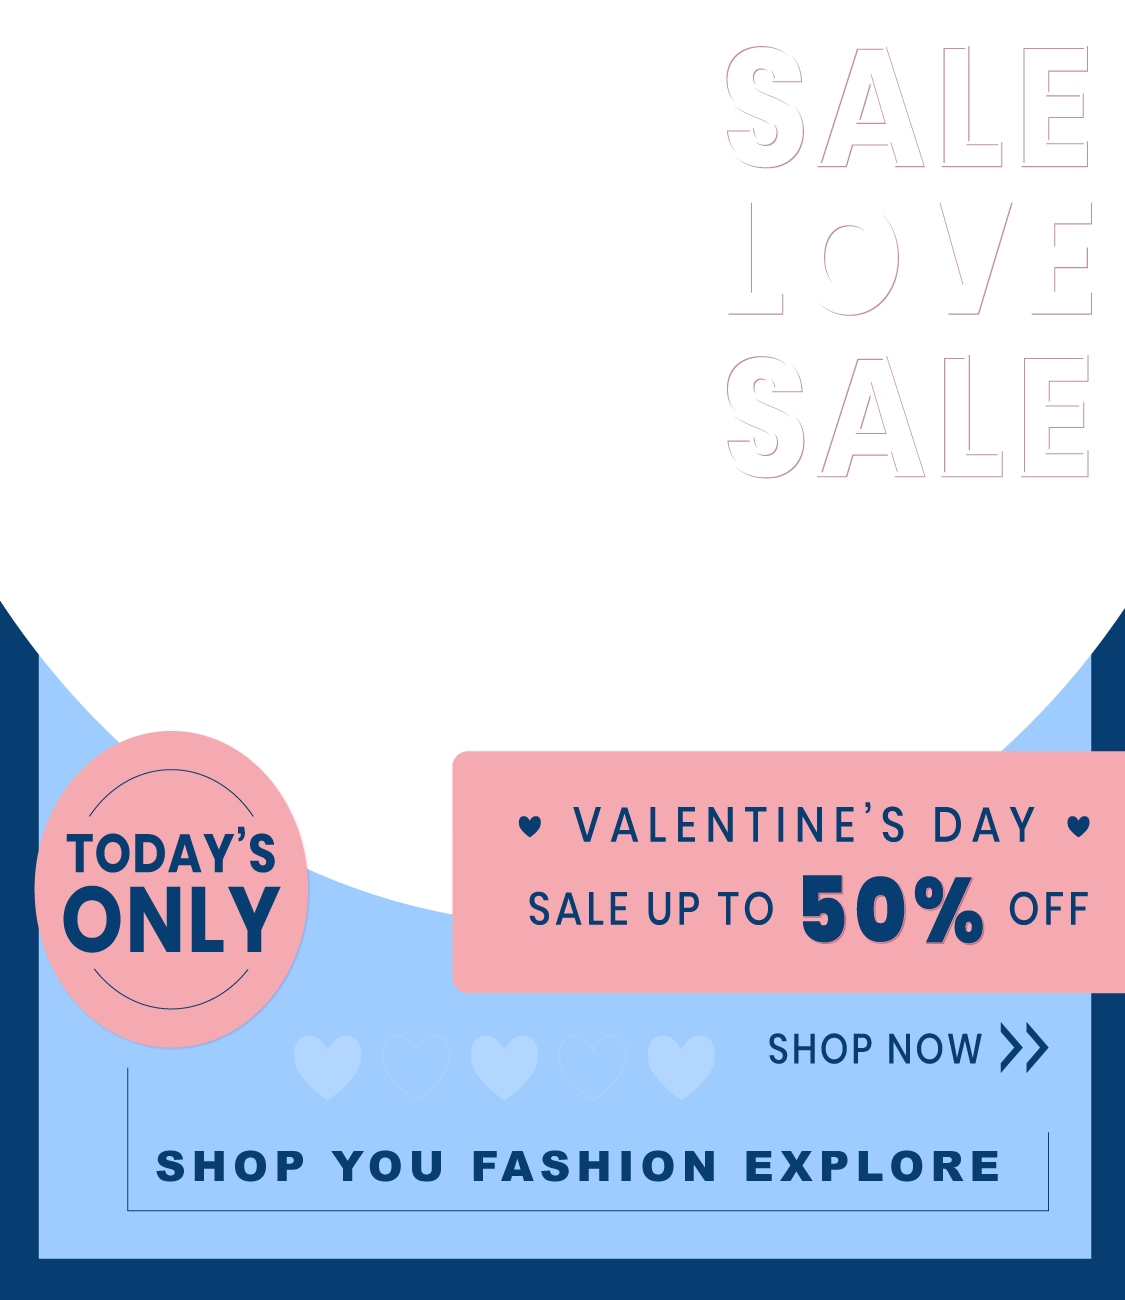 SALE
LOVE
SALE
TODAY’S
ONLY
VALENTINE’S DAY
SALE UP TO 50% OFF
SHOP NOW
SHOP YOU FASHION EXPLORE